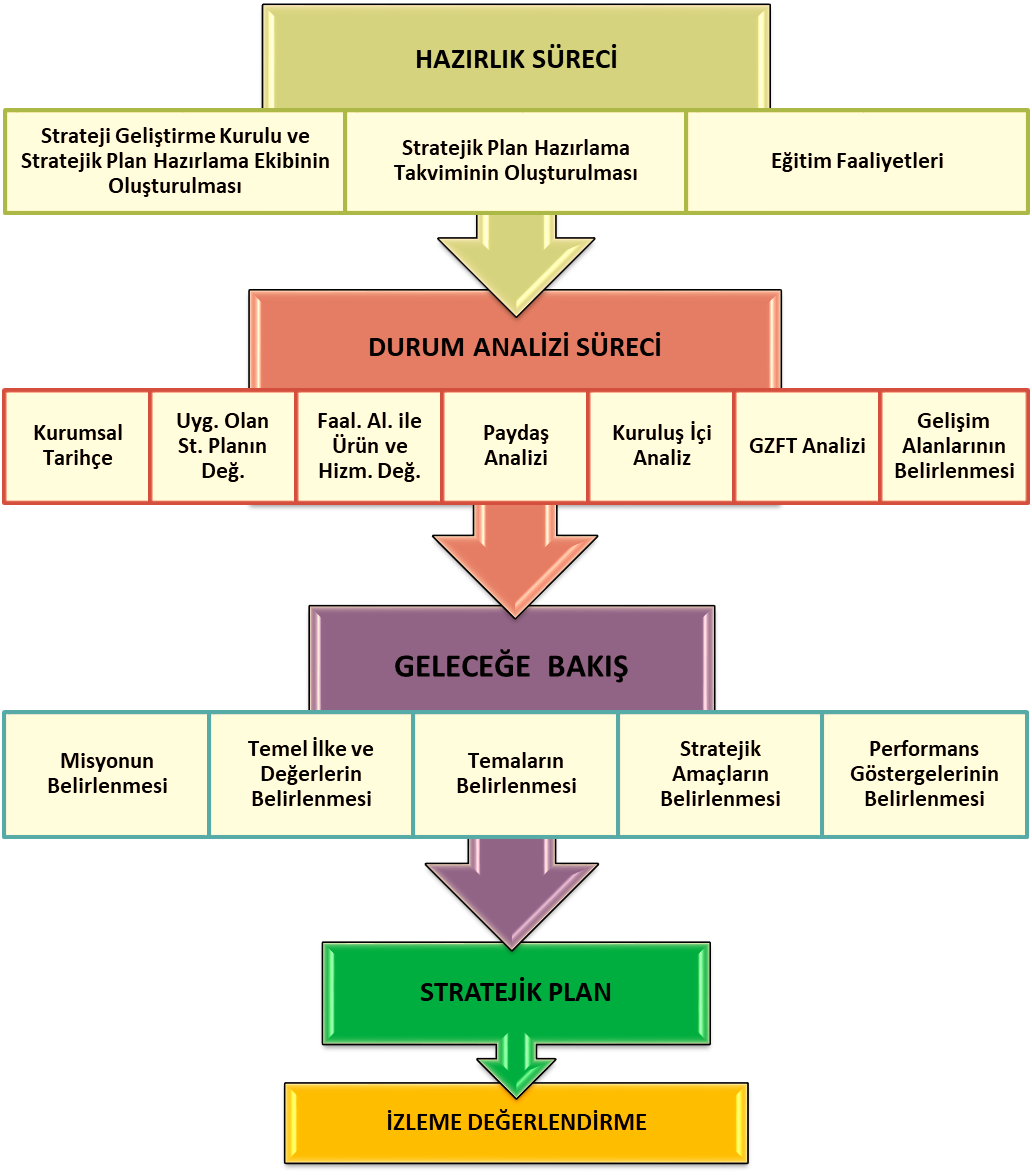 HAZIRLIK SÜRECİ
Strateji Geliştirme Kurulu ve
Stratejik Plan Hazırlama Ekibinin
Oluşturulması
Stratejik Plan Hazırlama
Takviminin Oluşturulması
Eğitim Faaliyetleri
DURUM ANALİZİ SÜRECİ
Kurumsal
Tarihçe
Uyg. Olan
St. Planın
Değ.
Faal. Al. ile
Ürün ve
Hizm. Değ.
Paydaş
Analizi
Kuruluş İçi
Analiz
GZFT Analizi
Gelişim
Alanlarının
Belirlenmesi
GELECEĞE BAKIŞ
Misyonun
Belirlenmesi
Temel İlke ve
Değerlerin
Belirlenmesi
Temaların
Belirlenmesi
Stratejik
Amaçların
Belirlenmesi
Performans
Göstergelerinin
Belirlenmesi
STRATEJİK PLAN
İZLEME DEĞERLENDİRME